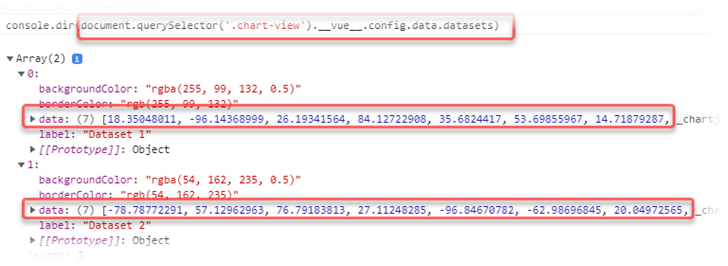 console.dir(document.querySelector('.chart-view').__vue__.config.data.datasets)
▼Array(2) i
▼0:
backgroundColor: "rgba(255, 99, 132, 0.5)"
borderColor: "rgb(255, 99, 132)"
▶data: (7) [18.35048011, -96.14368999, 26.19341564, 84.12722908, 35.6824417, 53.69855967, 14.71879287, _chartj
label: "Dataset 1"
▶[[Prototype]]: Object
▼1:
backgroundColor: "rgba(54, 162, 235, 0.5)"
borderColor: "rgb(54, 162, 235)"
▶data: (7) [-78.78772291, 57.12962963, 76.79183813, 27.11248285, -96.84670782, -62.98696845, 20.04972565, _cha
label: "Dataset 2"
▶[[Prototype]]: Object
length: 2